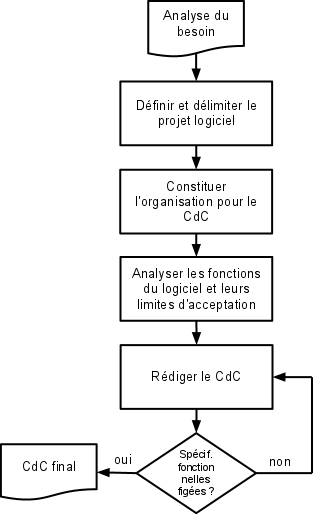 Analyse du
besoin
Définir et délimiter le
projet logiciel
Constituer
l'organisation pour le
CdC
Analyser les fonctions
du logiciel et leurs
limites d'acceptation
Rédiger le CdC
Spécif.
fonction
nelles
figées ?
oui
non
CdC final